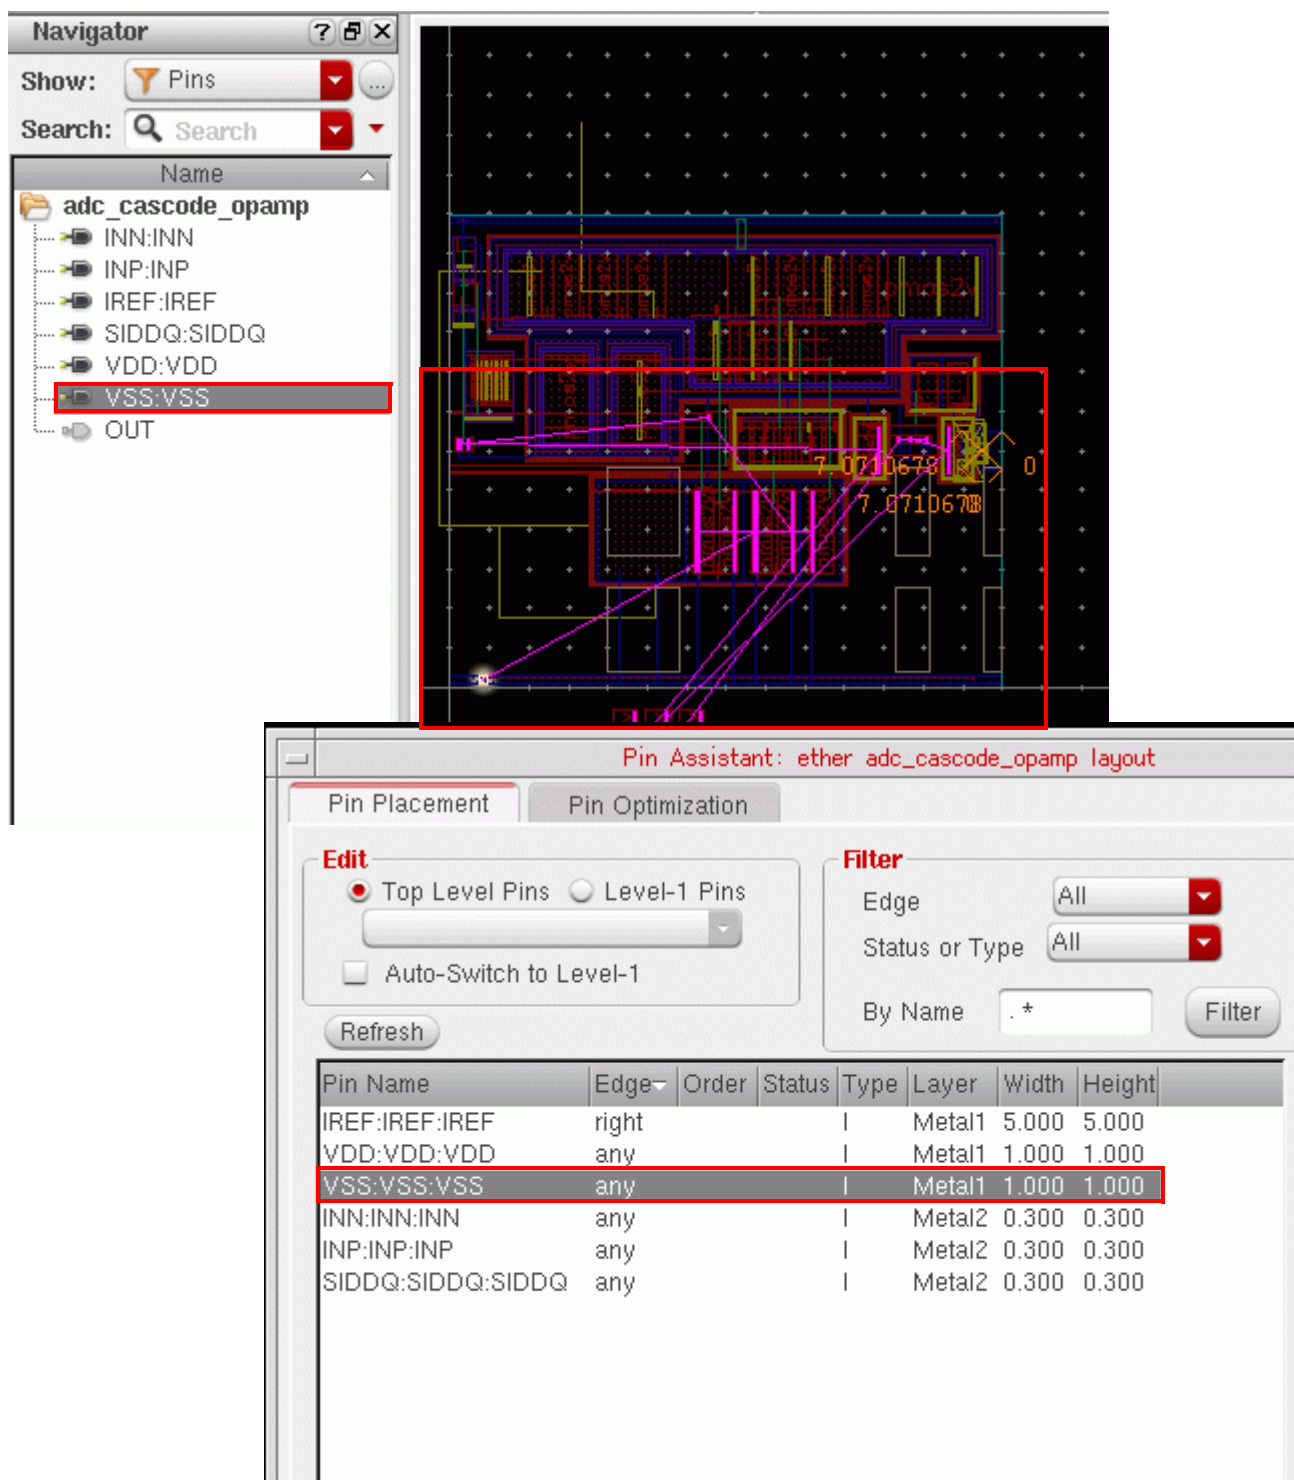 Navigator
Show: Pins ...
Search: Search
Name
adc_cascode_opamp
INN:INN
INP:INP
IREF:IREF
SIDDQ:SIDDQ
VDD:VDD
VSS:VSS
OUT
0
Pin Assistant: ether adc_cascode_opamp layout
Pin Placement Pin Optimization
Edit
Top Level Pins Level-1 Pins
Auto-Switch to Level-1
Refresh
Filter
Edge All
Status or Type All
By Name .* Filter
Pin Name Edge Order Status Type Layer Width Height
IREF:IREF:IREF right I Metal1 5.000 5.000
VDD:VDD:VDD any I Metal1 1.000 1.000
VSS:VSS:VSS any I Metal1 1.000 1.000
INN:INN:INN any I Metal2 0.300 0.300
INP:INP:INP any I Metal2 0.300 0.300
SIDDQ:SIDDQ:SIDDQ any I Metal2 0.300 0.300